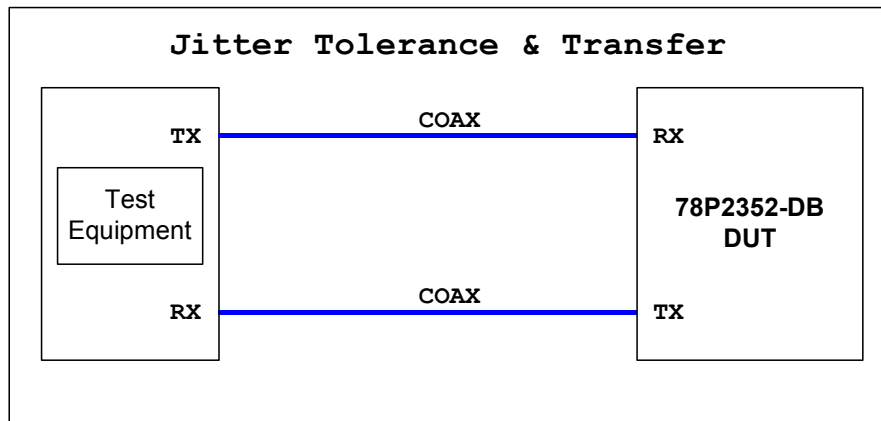 Jitter Tolerance & Transfer
COAX
TX
RX
Test
Equipment
78P2352-DB
DUT
COAX
RX
TX